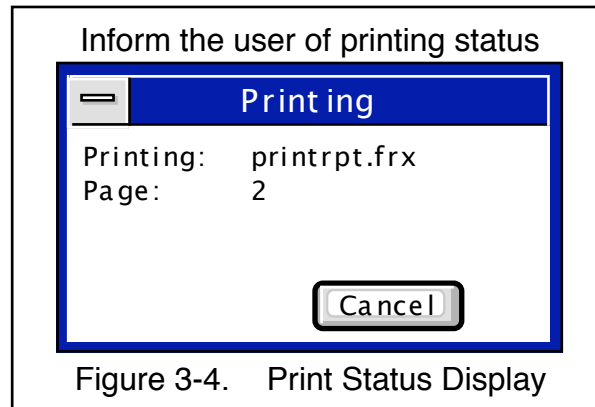 Inform the user of printing status
Printing
Printing: printrpt.frx
Page: 2
Cancel
Figure 3-4. Print Status Display